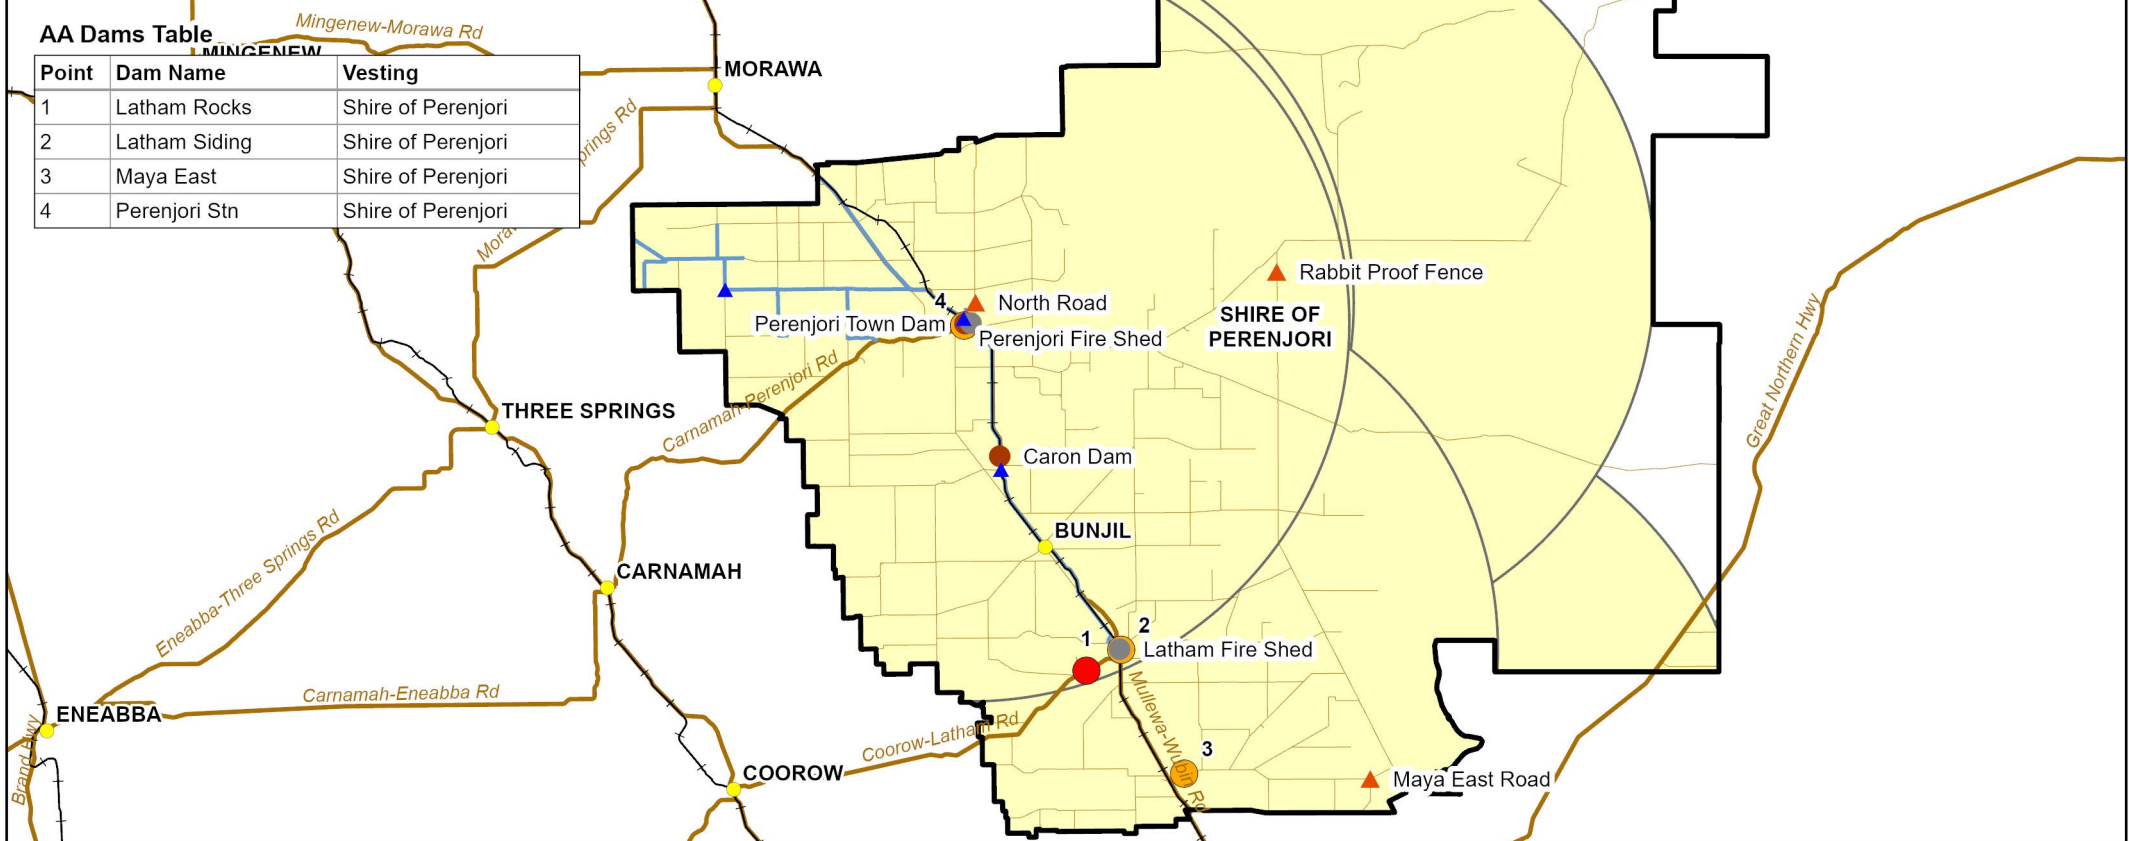 AA Dams Table
Mingenew-Morawa Rd
MINGENEW
Point Dam Name Vesting
1 Latham Rocks Shire of Perenjori
2 Latham Siding Shire of Perenjori
3 Maya East Shire of Perenjori
4 Perenjori Stn Shire of Perenjori
MORAWA
prings Rd
Mora
Rabbit Proof Fence
4
North Road
SHIRE OF
PERENJORI
Perenjori Town Dam
Perenjori Fire Shed
Carnamah-Perenjori Rd
Great Northern Hwy
THREE SPRINGS
Caron Dam
BUNJIL
Eneabba-Three Springs Rd
CARNAMAH
1
2
Latham Fire Shed
Carnamah-Eneabba Rd
ENEABBA
Brand Hwy
Mullewa-Wubin Rd
Coorow-Latham Rd
3
COOROW
Maya East Road